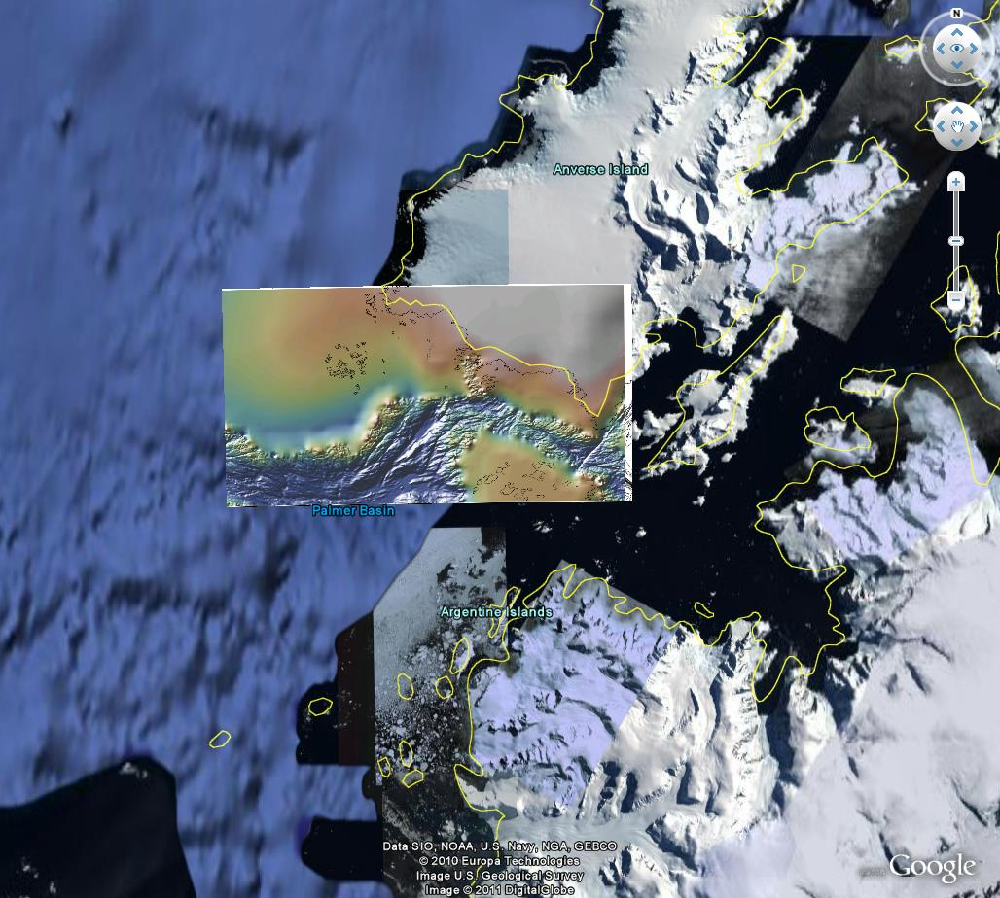 N
Anverse Island
Palmer Basin
Argentine Islands
Data SIO, NOAA, U.S. Navy, NGA, GEBCO
© 2010 Europa Technologies
Image U.S. Geological Survey
Image © 2011 DigitalGlobe
Google